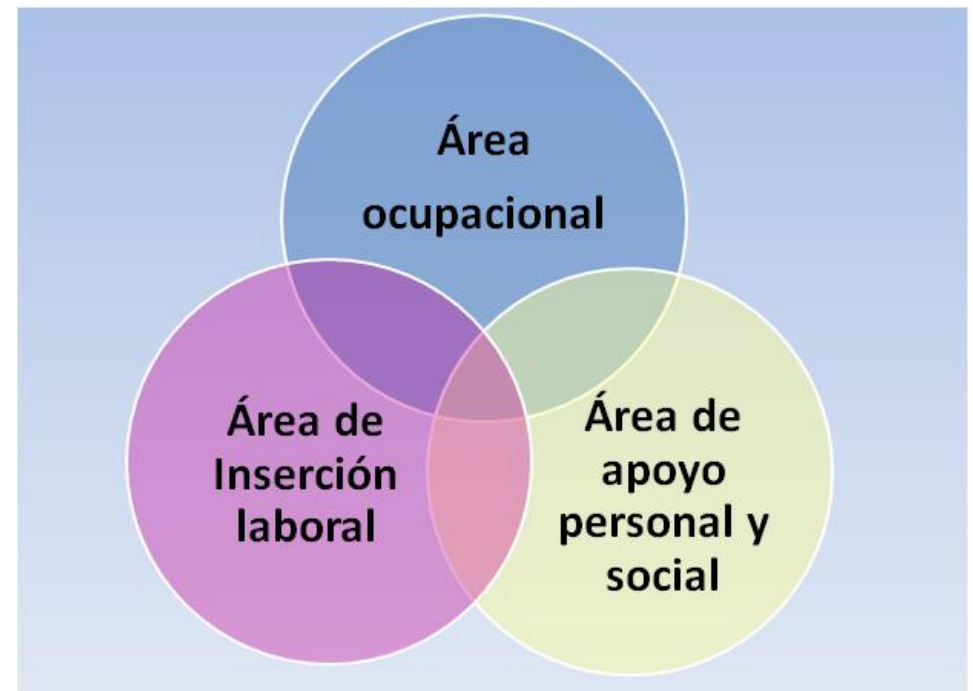 Área
ocupacional
Área de
Inserción
laboral
Área de
apoyo
personal y
social